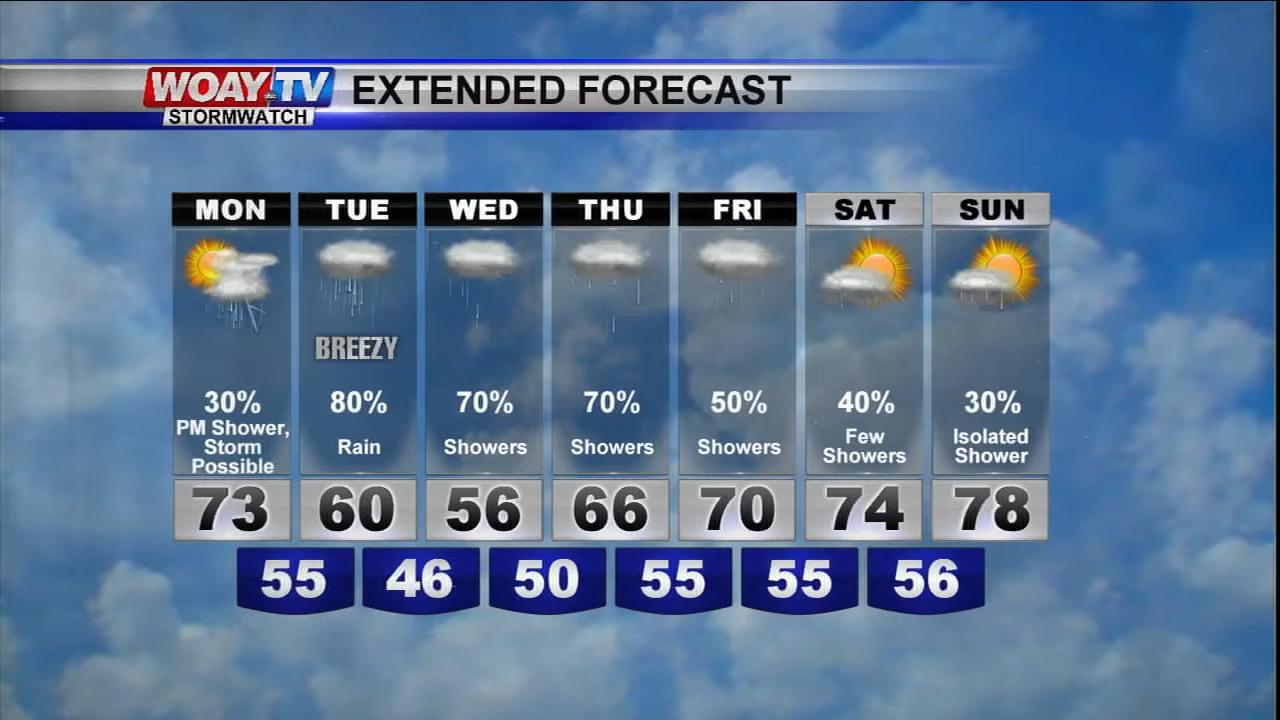 WOAY TV EXTENDED FORECAST
STORMWATCH
MON TUE WED THU FRI SAT SUN
BREEZY
30% 80% 70% 70% 50% 40% 30%
PM Shower,
Storm
Possible
Rain
Showers
Showers
Showers
Few
Showers
Isolated
Shower
73 60 56 66 70 74 78
55 46 50 55 55 56